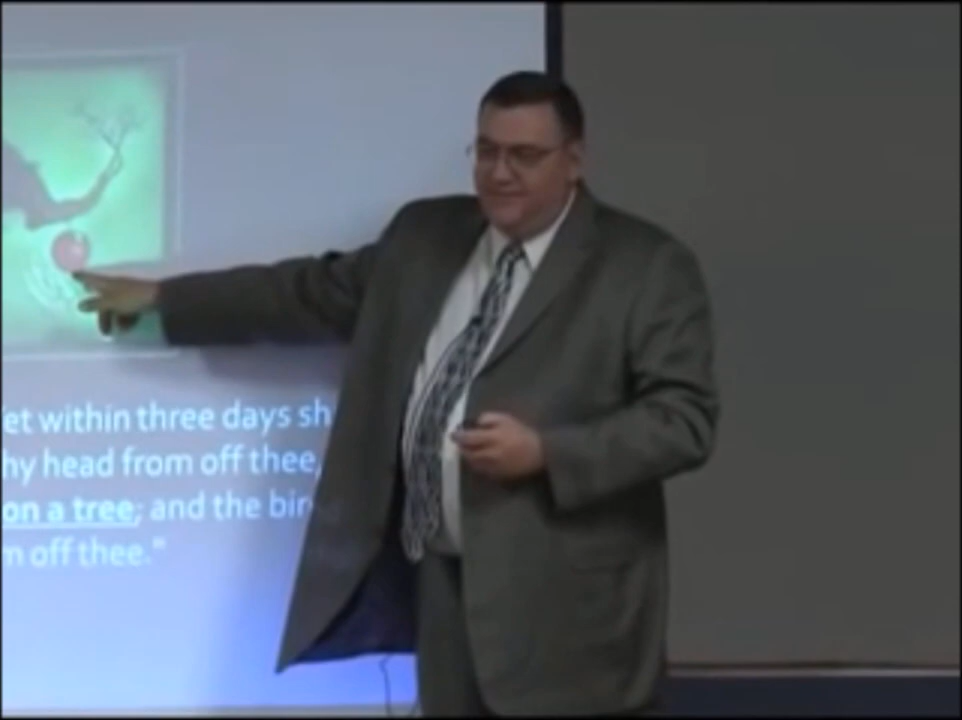 et within three days sh
hy head from off thee,
on a tree; and the bir
m off thee."